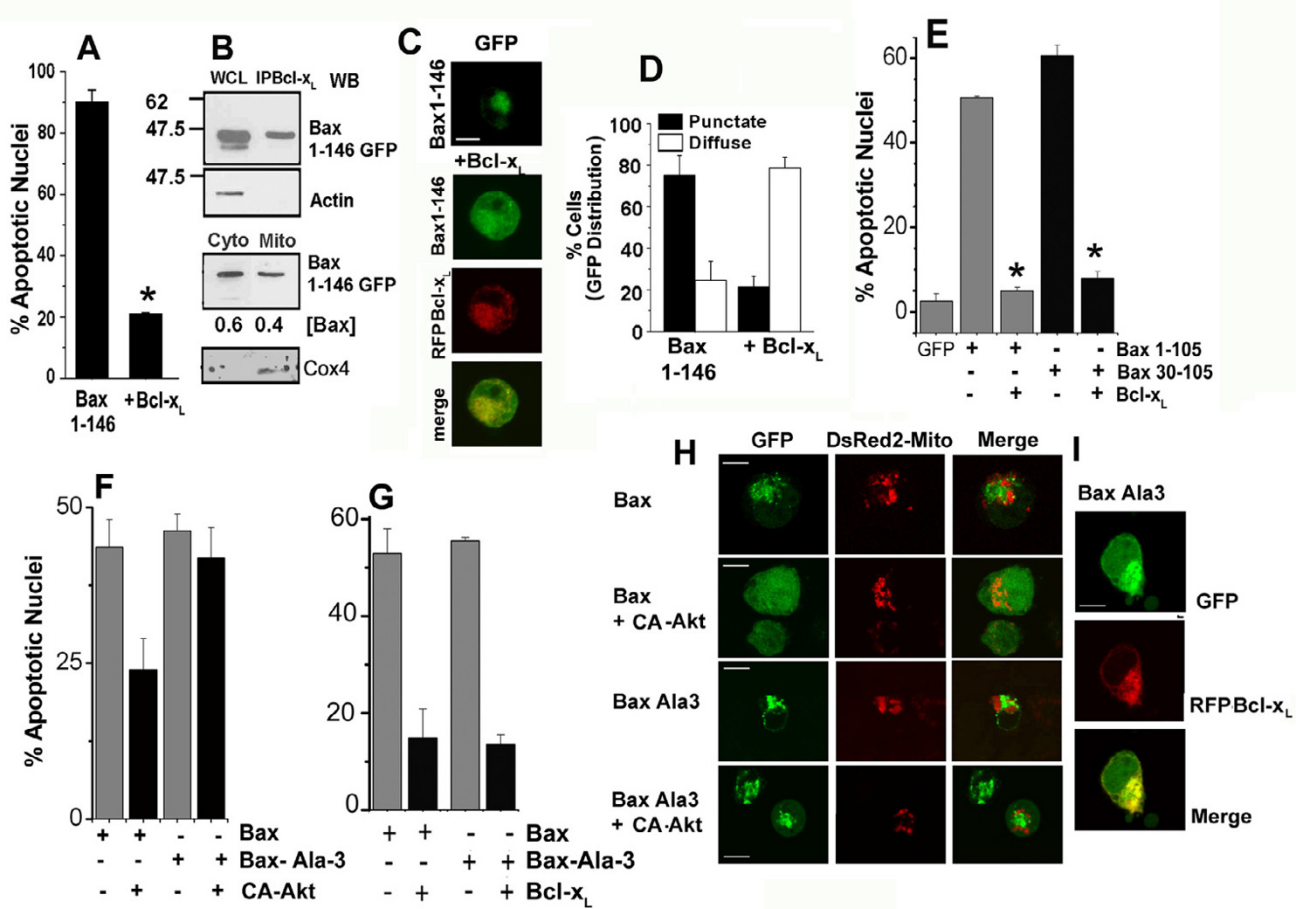 A
% Apoptotic Nuclei
100
80
60
40
20
0
*
Bax
1-146
+Bcl-xL
B
WCL IPBcl-xL WB
62
47.5
Bax
1-146 GFP
47.5
Actin
Cyto Mito
Bax
1-146 GFP
0.6 0.4 [Bax]
Cox4
C
GFP
Bax1-146
+Bcl-xL
Bax1-146
RFPBcl-xL
merge
D
% Cells
(GFP Distribution)
100
80
60
40
20
0
Punctate
Diffuse
Bax
1-146
+ Bcl-xL
E
% Apoptotic Nuclei
60
40
20
0
*
*
GFP + + - - Bax 1-105
- - + + Bax 30-105
- + - + Bcl-xL
F
% Apoptotic Nuclei
50
25
0
+ + - - Bax
- - + + Bax- Ala-3
- + - + CA-Akt
G
60
40
20
0
+ + - - Bax
- - + + Bax-Ala-3
- + - + Bcl-xL
H
GFP DsRed2-Mito Merge
Bax
Bax
+ CA-Akt
Bax Ala3
Bax Ala3
+ CA-Akt
I
Bax Ala3
GFP
RFPBcl-xL
Merge